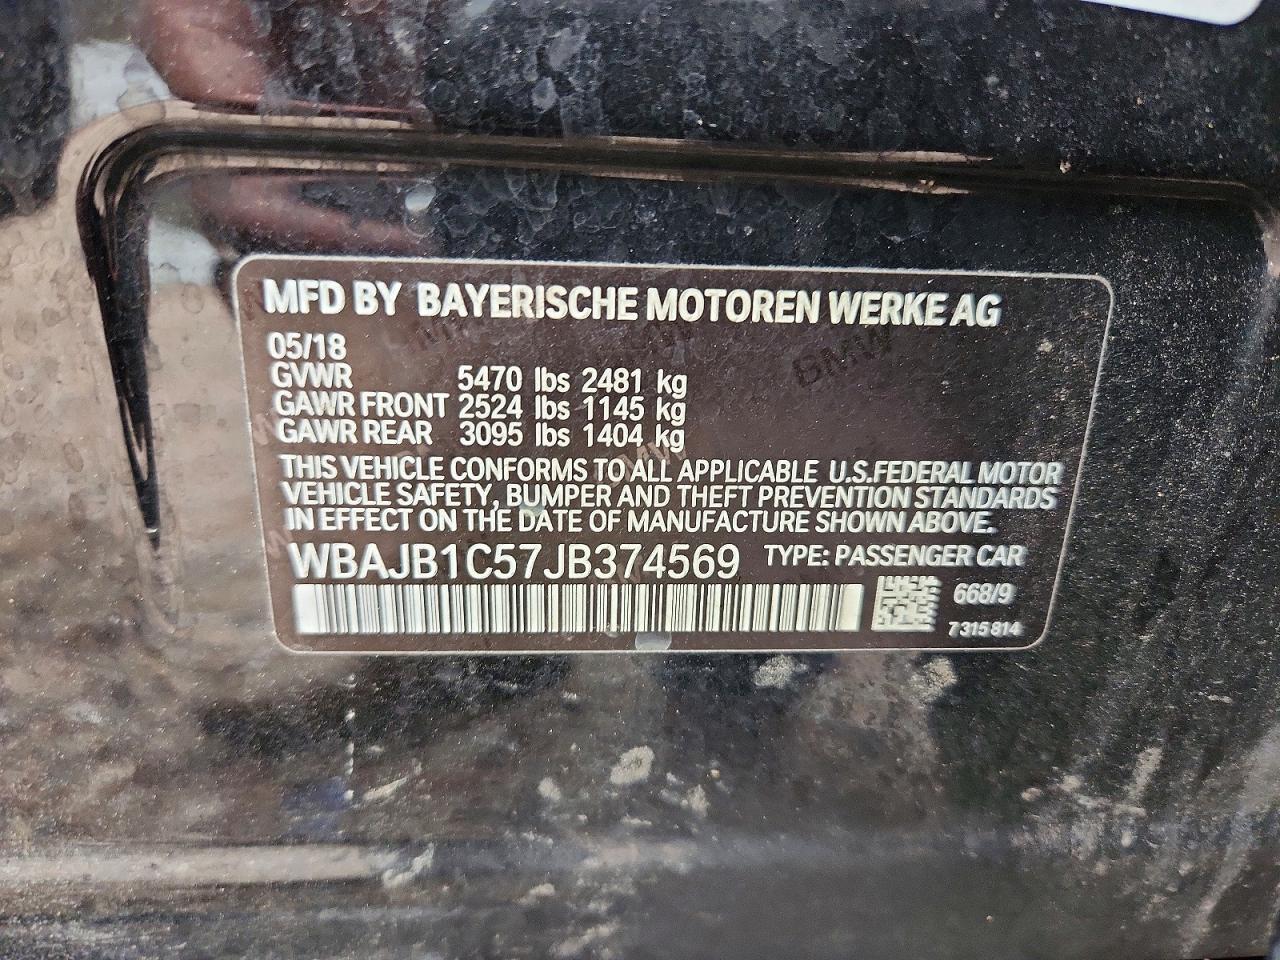 MFD BY BAYERISCHE MOTOREN WERKE AG
05/18
GVWR 5470 lbs 2481 kg
GAWR FRONT 2524 lbs 1145 kg
GAWR REAR 3095 lbs 1404 kg
THIS VEHICLE CONFORMS TO ALL APPLICABLE U.S.FEDERAL MOTOR
VEHICLE SAFETY, BUMPER AND THEFT PREVENTION STANDARDS
IN EFFECT ON THE DATE OF MANUFACTURE SHOWN ABOVE.
WBAJB1C57JB374569 TYPE: PASSENGER CAR
668/9
7 315 814
BMW